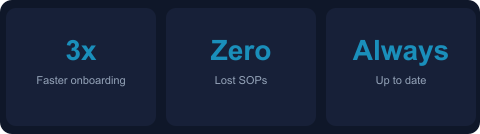 3x
Faster onboarding
Zero
Lost SOPs
Always
Up to date